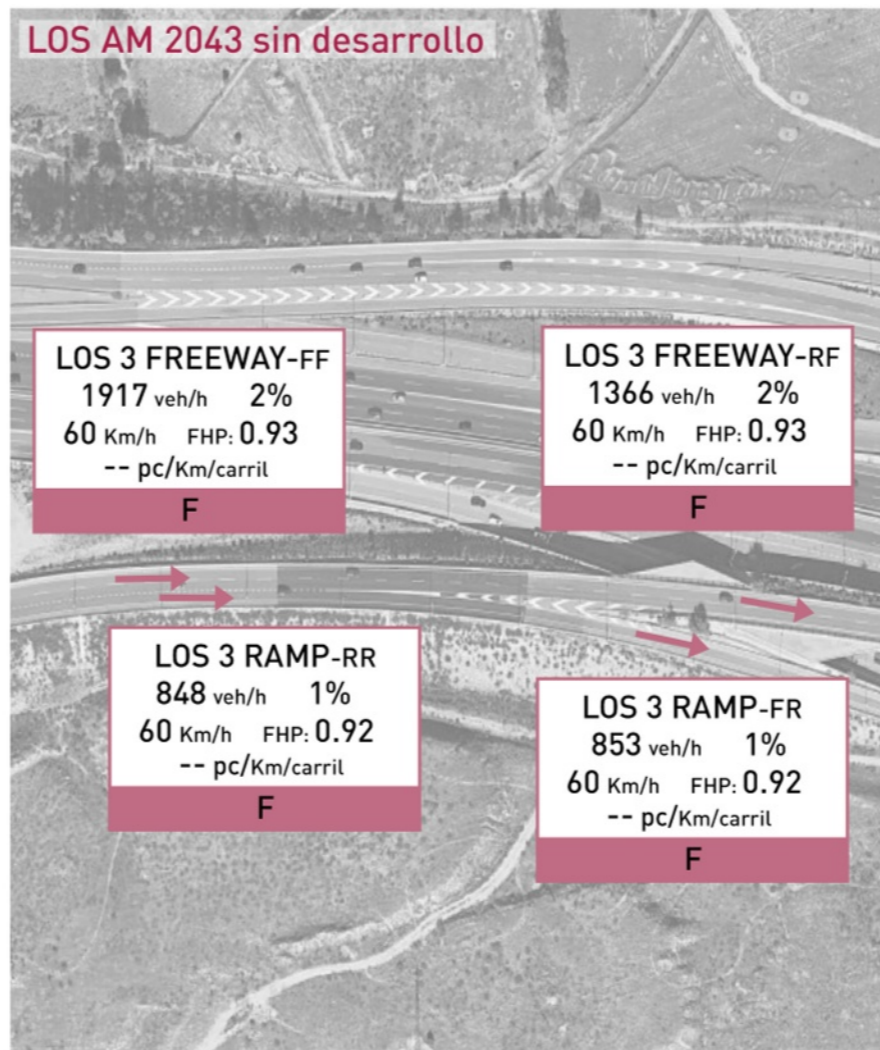 LOS AM 2043 sin desarrollo
LOS 3 FREEWAY-FF
1917 veh/h 2%
60 Km/h FHP: 0.93
-- pc/Km/carril
F
LOS 3 FREEWAY-RF
1366 veh/h 2%
60 Km/h FHP: 0.93
-- pc/Km/carril
F
LOS 3 RAMP-RR
848 veh/h 1%
60 Km/h FHP: 0.92
-- pc/Km/carril
F
LOS 3 RAMP-FR
853 veh/h 1%
60 Km/h FHP: 0.92
-- pc/Km/carril
F